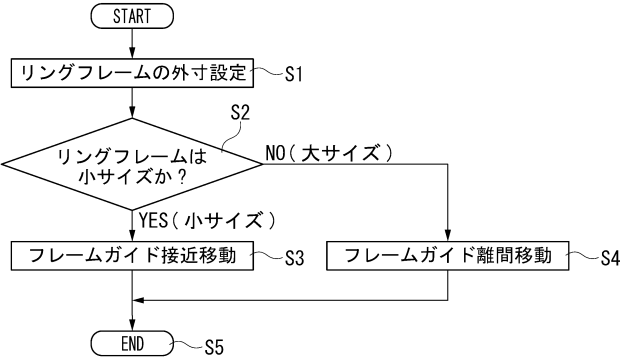 START
リングフレームの外寸設定
S1
S2
リングフレームは
小サイズか?
NO(大サイズ)
YES(小サイズ)
フレームガイド接近移動
S3
フレームガイド離間移動
S4
END
S5